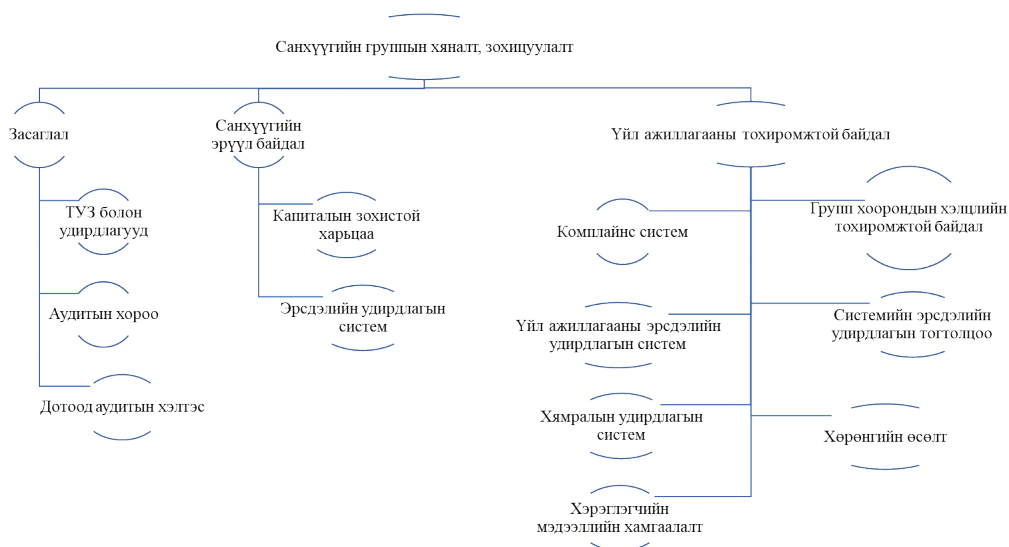 Санхүүгийн группын хяналт, зохицуулалт
Засаглал
ТУЗ болон
удирдлагууд
Аудитын хороо
Дотоод аудитын хэлтэс
Санхүүгийн
эрүүл байдал
Капиталын зохистой
харьцаа
Эрсдэлийн удирдлагын
систем
Үйл ажиллагааны тохиромжтой байдал
Комплайнс систем
Үйл ажиллагааны эрсдэлийн
удирдлагын систем
Хямралын удирдлагын
систем
Хэрэглэгчийн
мэдээллийн хамгаалалт
Групп хоорондын хэлцлийн
тохиромжтой байдал
Системийн эрсдэлийн
удирдлагын тогтолцоо
Хөрөнгийн өсөлт